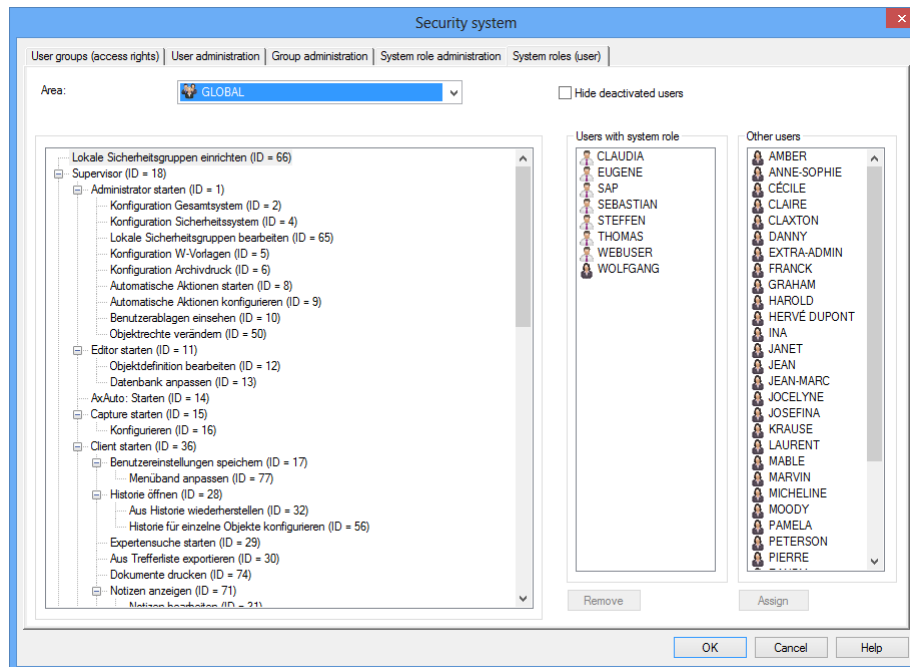 Security system
User groups (access rights) User administration Group administration System role administration System roles (user)
Area: GLOBAL Hide deactivated users
Lokale Sicherheitsgruppen einrichten (ID = 66)
Supervisor (ID = 18)
Administrator starten (ID = 1)
Konfiguration Gesamtsystem (ID = 2)
Konfiguration Sicherheitssystem (ID = 4)
Lokale Sicherheitsgruppen bearbeiten (ID = 65)
Konfiguration W-Vorlagen (ID = 5)
Konfiguration Archivdruck (ID = 6)
Automatische Aktionen starten (ID = 8)
Automatische Aktionen konfigurieren (ID = 9)
Benutzerablagen einsehen (ID = 10)
Objektrechte verändern (ID = 50)
Editor starten (ID = 11)
Objektdefinition bearbeiten (ID = 12)
Datenbank anpassen (ID = 13)
AxAuto: Starten (ID = 14)
Capture starten (ID = 15)
Konfigurieren (ID = 16)
Client starten (ID = 36)
Benutzereinstellungen speichern (ID = 17)
Menüband anpassen (ID = 77)
Historie öffnen (ID = 28)
Aus Historie wiederherstellen (ID = 32)
Historie für einzelne Objekte konfigurieren (ID = 56)
Expertensuche starten (ID = 29)
Aus Trefferliste exportieren (ID = 30)
Dokumente drucken (ID = 74)
Notizen anzeigen (ID = 71)
Notizen bearbeiten (ID = 31)
Users with system role
CLAUDIA
EUGENE
SAP
SEBASTIAN
STEFFEN
THOMAS
WEBUSER
WOLFGANG
Remove
Other users
AMBER
ANNE-SOPHIE
CÉCILE
CLAIRE
CLAXTON
DANNY
EXTRA-ADMIN
FRANCK
GRAHAM
HAROLD
HERVÉ DUPONT
INA
JANET
JEAN
JEAN-MARC
JOCELYNE
JOSEFINA
KRAUSE
LAURENT
MABLE
MARVIN
MICHELINE
MOODY
PAMELA
PETERSON
PIERRE
Assign
OK Cancel Help